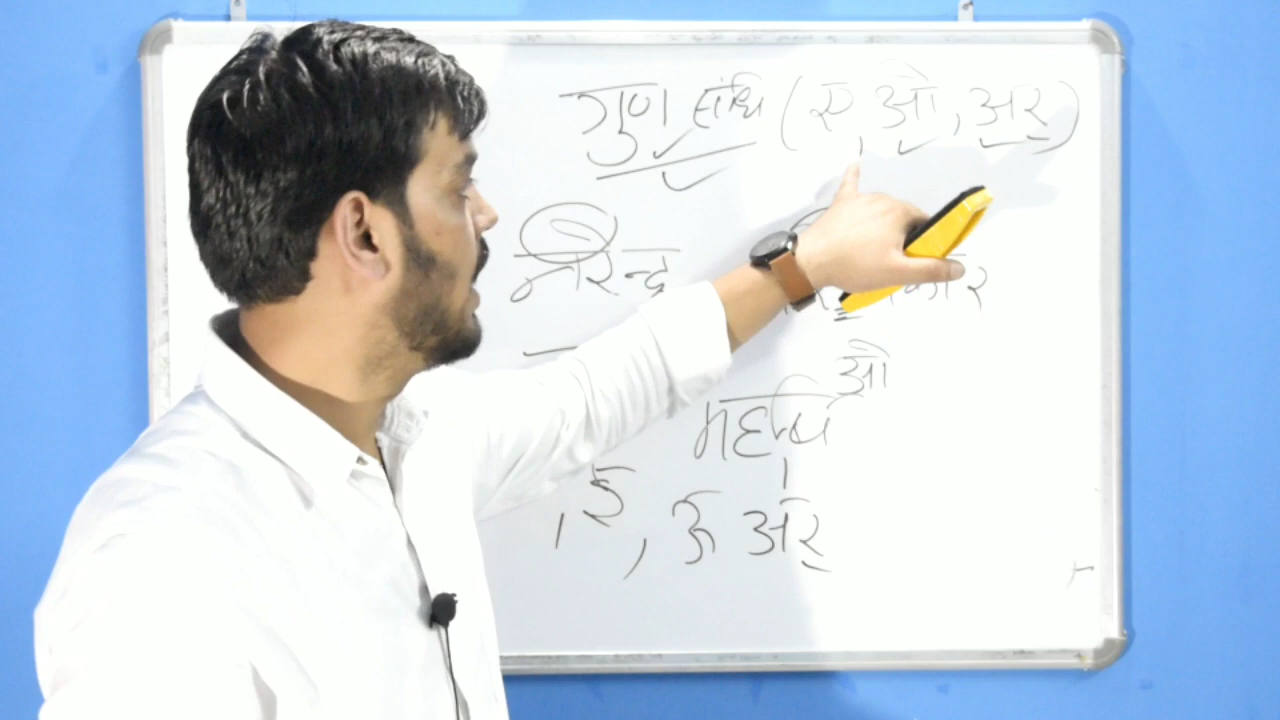 गुण संधि (ए, ओ, अर्)
नरेन्द्र
ओ
महर्षि
, ई, ऊ अर्